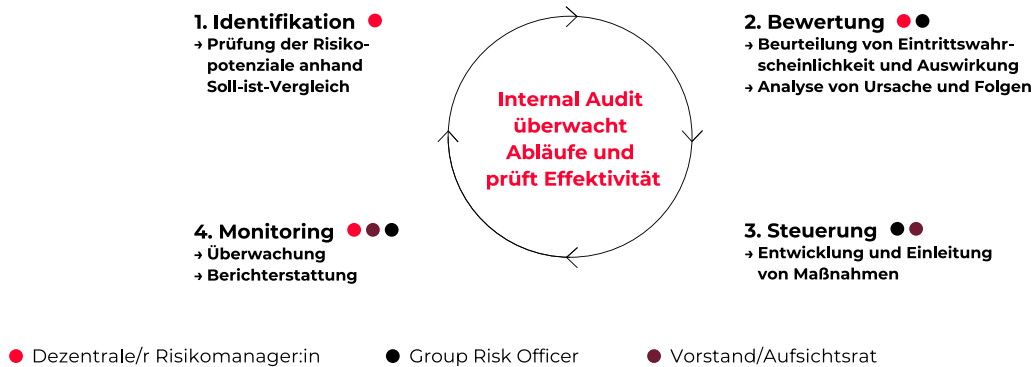 1. Identifikation
→ Prüfung der Risiko-
potenziale anhand
Soll-ist-Vergleich
2. Bewertung
→ Beurteilung von Eintrittswahr-
scheinlichkeit und Auswirkung
→ Analyse von Ursache und Folgen
Internal Audit
überwacht
Abläufe und
prüft Effektivität
4. Monitoring
→ Überwachung
→ Berichterstattung
3. Steuerung
→ Entwicklung und Einleitung
von Maßnahmen
Dezentrale/r Risikomanager:in
Group Risk Officer
Vorstand/Aufsichtsrat